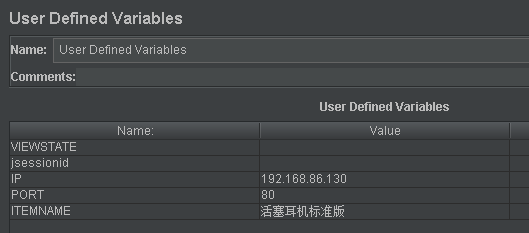 User Defined Variables
Name: User Defined Variables
Comments:
User Defined Variables
Name: Value
VIEWSTATE
jsessionid
IP 192.168.86.130
PORT 80
ITEMNAME 活塞耳机标准版